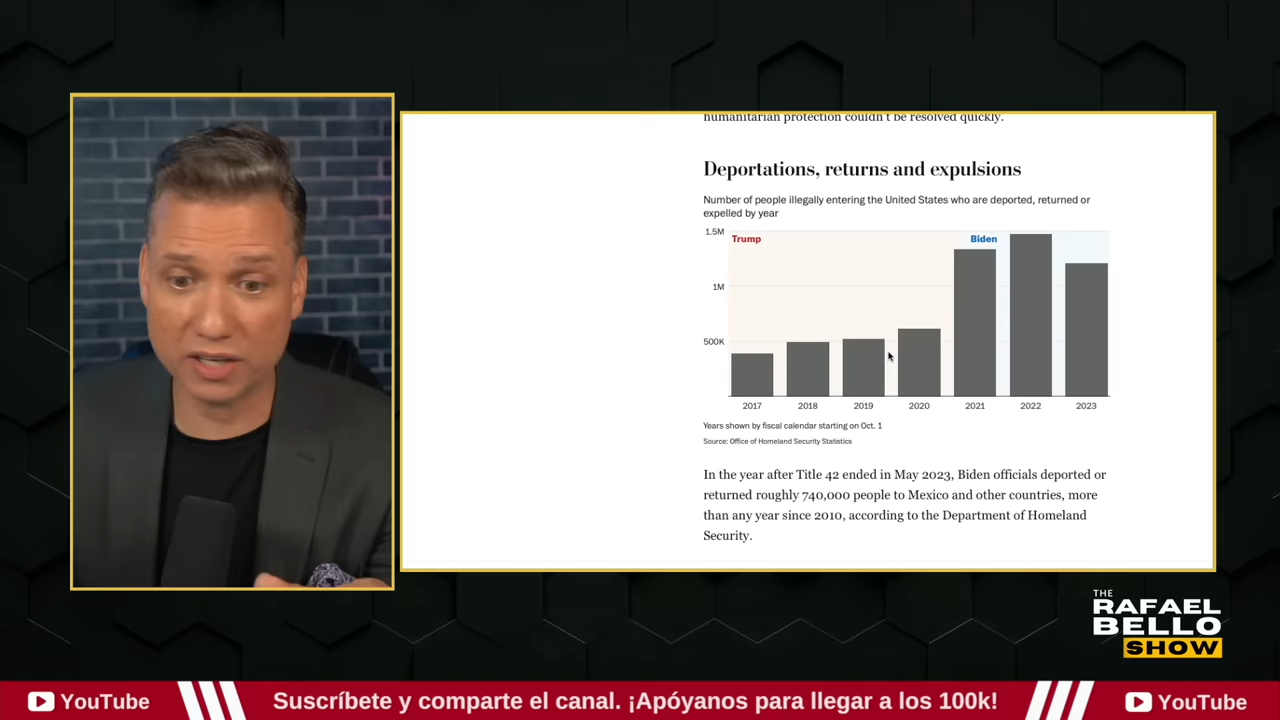 humanitarian protection couldn't be resolved quickly.
Deportations, returns and expulsions
Number of people illegally entering the United States who are deported, returned or
expelled by year
1.5M
Trump
Biden
1M
500K
2017 2018 2019 2020 2021 2022 2023
Years shown by fiscal calendar starting on Oct. 1
Source: Office of Homeland Security Statistics
In the year after Title 42 ended in May 2023, Biden officials deported or
returned roughly 740,000 people to Mexico and other countries, more
than any year since 2010, according to the Department of Homeland
Security.
THE
RAFAEL
BELLO
SHOW
YouTube
Suscríbete y comparte el canal. ¡Apóyanos para llegar a los 100k!
YouTube